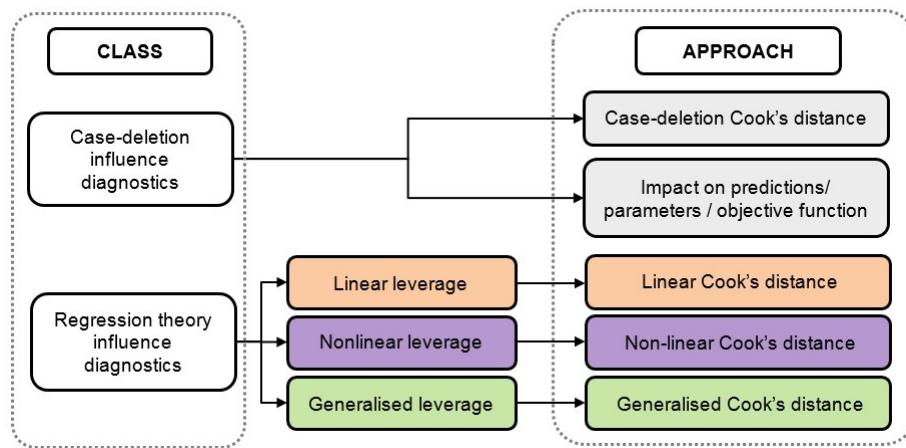 CLASS
APPROACH
Case-deletion
influence
diagnostics
Case-deletion Cook's distance
Impact on predictions/
parameters / objective function
Regression theory
influence
diagnostics
Linear leverage
Linear Cook's distance
Nonlinear leverage
Non-linear Cook's distance
Generalised leverage
Generalised Cook's distance